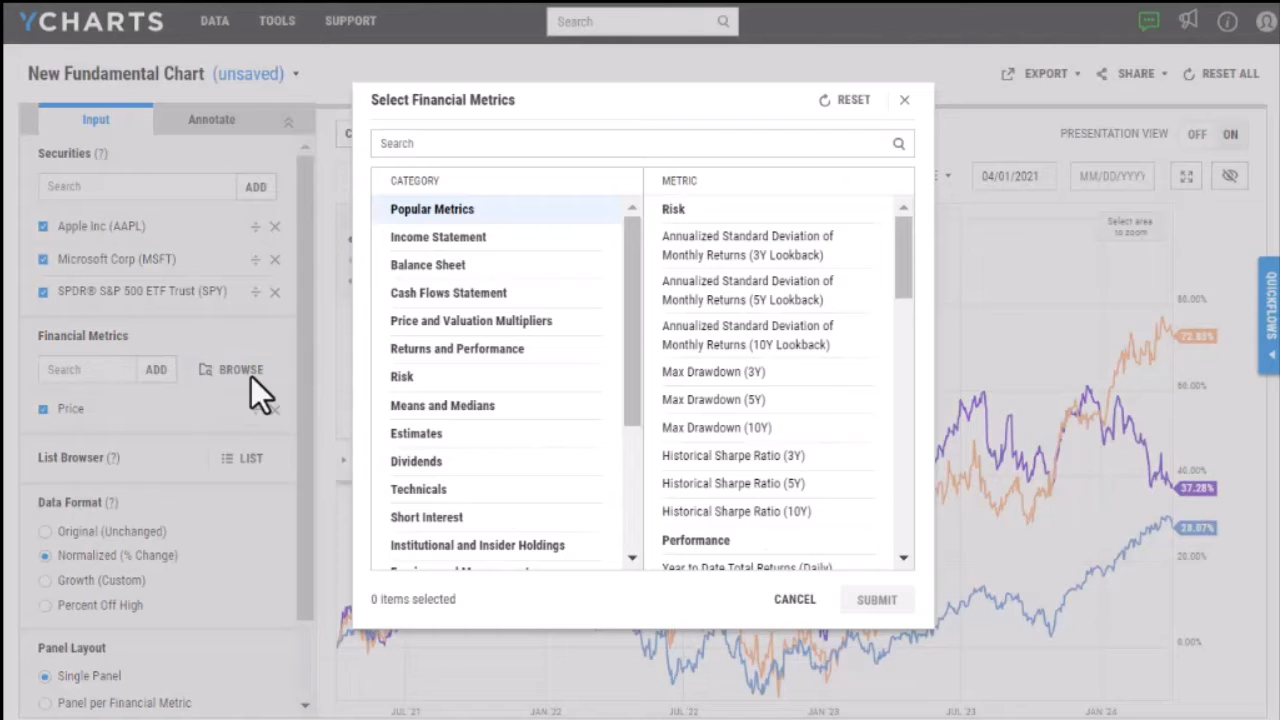 YCHARTS DATA TOOLS SUPPORT Search
New Fundamental Chart (unsaved) EXPORT SHARE RESET ALL
Input Annotate
Securities (?)
Search ADD
Apple Inc (AAPL)
Microsoft Corp (MSFT)
SPDR® S&P 500 ETF Trust (SPY)
Financial Metrics
Search ADD BROWSE
Price
List Browser (?) LIST
Data Format (?)
Original (Unchanged)
Normalized (% Change)
Growth (Custom)
Percent Off High
Panel Layout
Single Panel
Panel per Financial Metric
Select Financial Metrics RESET
Search
CATEGORY
Popular Metrics
Income Statement
Balance Sheet
Cash Flows Statement
Price and Valuation Multipliers
Returns and Performance
Risk
Means and Medians
Estimates
Dividends
Technicals
Short Interest
Institutional and Insider Holdings
METRIC
Risk
Annualized Standard Deviation of
Monthly Returns (3Y Lookback)
Annualized Standard Deviation of
Monthly Returns (5Y Lookback)
Annualized Standard Deviation of
Monthly Returns (10Y Lookback)
Max Drawdown (3Y)
Max Drawdown (5Y)
Max Drawdown (10Y)
Historical Sharpe Ratio (3Y)
Historical Sharpe Ratio (5Y)
Historical Sharpe Ratio (10Y)
Performance
Year to Date Total Returns (Daily)
0 items selected CANCEL SUBMIT
PRESENTATION VIEW OFF ON
04/01/2021 MM/DD/YYYY
Select area
to zoom
QUICKFLOWS
80.00%
72.85%
60.00%
40.00%
37.28%
28.07%
20.00%
0.00%
JUL '21 JAN '22 JUL '22 JAN '23 JUL '23 JAN '24